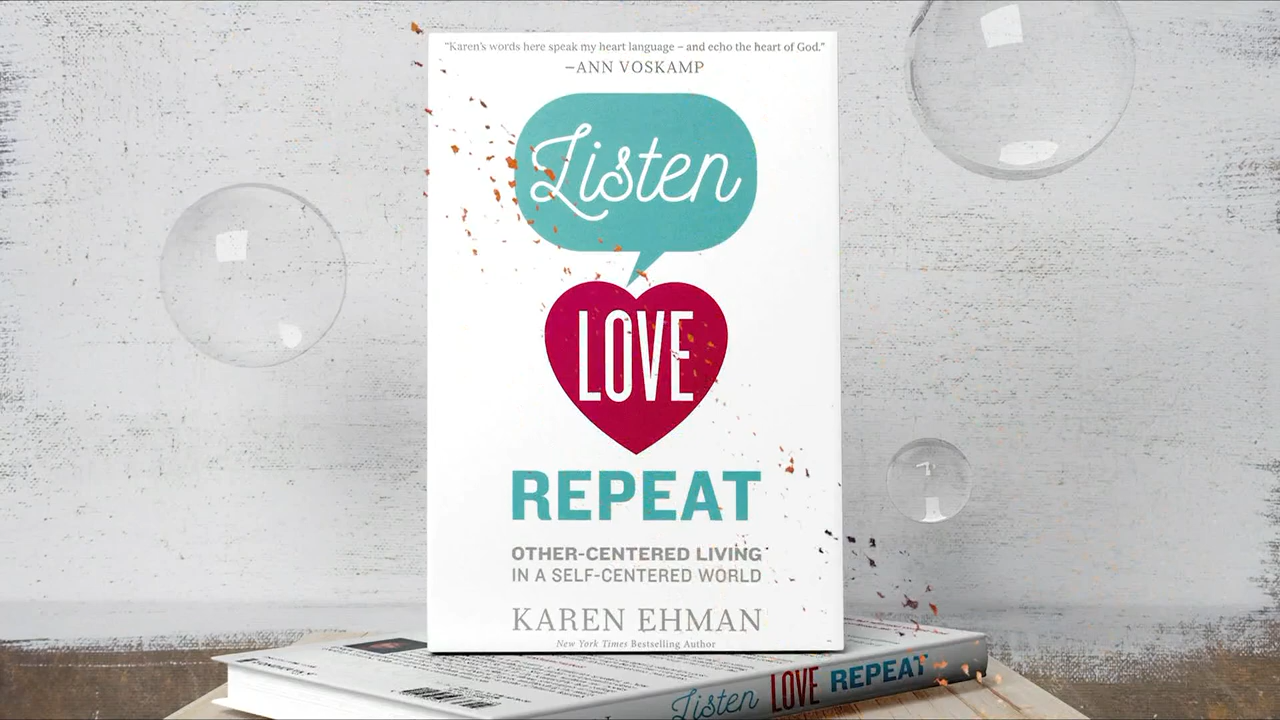 "Karen's words here speak my heart language – and echo the heart of God."
–ANN VOSKAMP
Listen
LOVE
REPEAT
OTHER-CENTERED LIVING
IN A SELF-CENTERED WORLD
KAREN EHMAN
New York Times Bestselling Author
Listen LOVE REPEAT